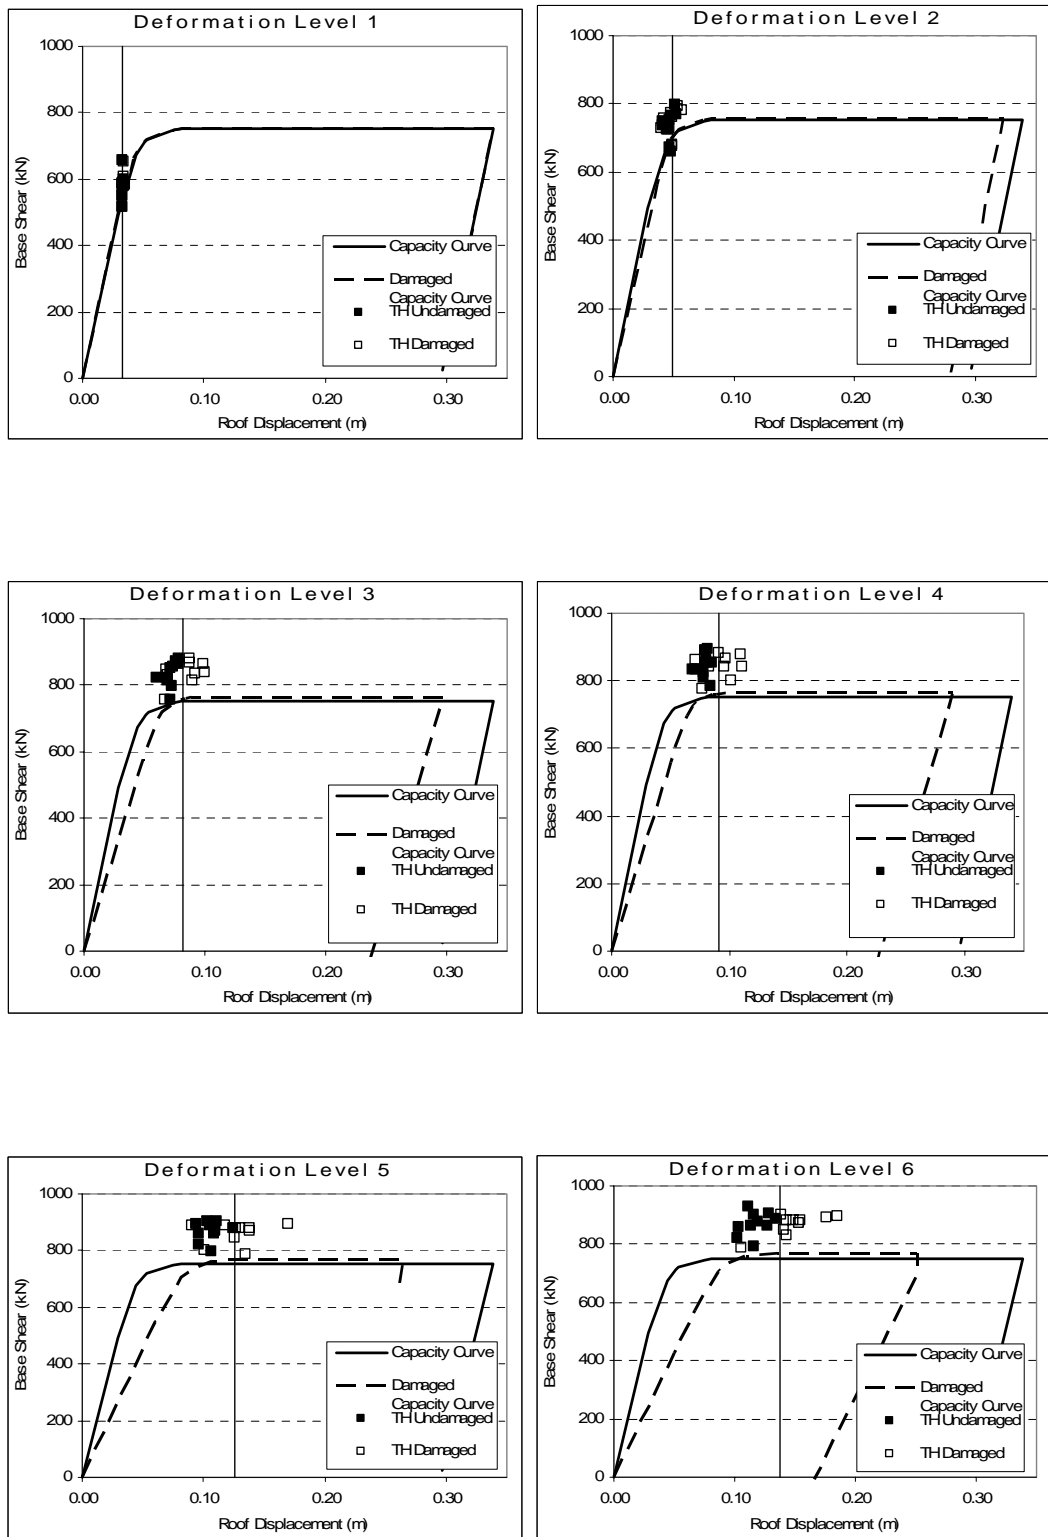 Deformation Level 1
1000
800
600
400
200
0
Base Shear (kN)
0.00 0.10 0.20 0.30
Roof Displacement (m)
Capacity Curve
Damaged
Capacity Curve
TH Undamaged
TH Damaged
Deformation Level 2
1000
800
600
400
200
0
Base Shear (kN)
0.00 0.10 0.20 0.30
Roof Displacement (m)
Capacity Curve
Damaged
Capacity Curve
TH Undamaged
TH Damaged
Deformation Level 3
1000
800
600
400
200
0
Base Shear (kN)
0.00 0.10 0.20 0.30
Roof Displacement (m)
Capacity Curve
Damaged
Capacity Curve
TH Undamaged
TH Damaged
Deformation Level 4
1000
800
600
400
200
0
Base Shear (kN)
0.00 0.10 0.20 0.30
Roof Displacement (m)
Capacity Curve
Damaged
Capacity Curve
TH Undamaged
TH Damaged
Deformation Level 5
1000
800
600
400
200
0
Base Shear (kN)
0.00 0.10 0.20 0.30
Roof Displacement (m)
Capacity Curve
Damaged
Capacity Curve
TH Undamaged
TH Damaged
Deformation Level 6
1000
800
600
400
200
0
Base Shear (kN)
0.00 0.10 0.20 0.30
Roof Displacement (m)
Capacity Curve
Damaged
Capacity Curve
TH Undamaged
TH Damaged